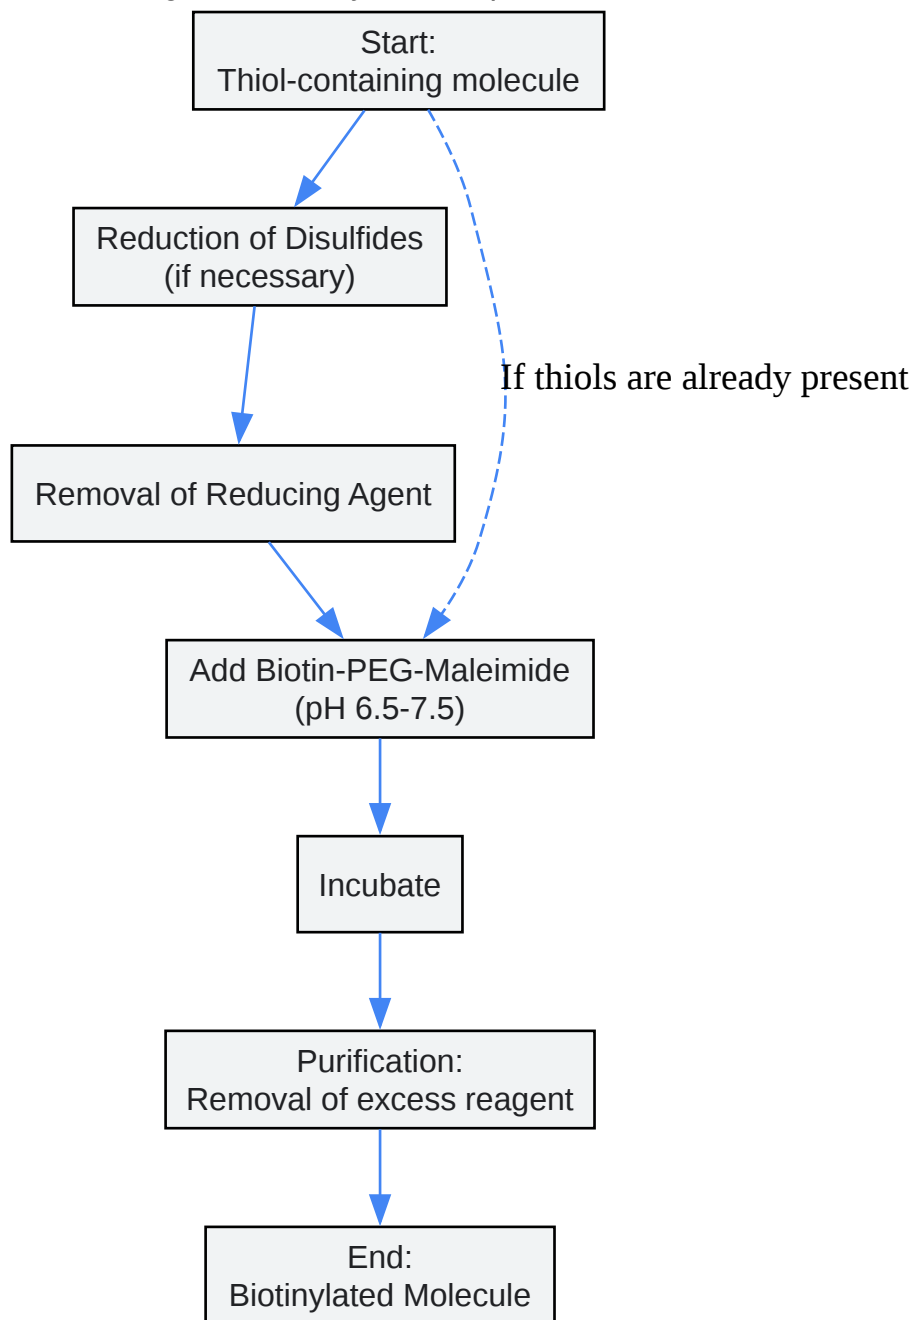 Start:
Thiol-containing molecule
Reduction of Disulfides
(if necessary)
If thiols are already present
Removal of Reducing Agent
Add Biotin-PEG-Maleimide
(pH 6.5-7.5)
Incubate
Purification:
Removal of excess reagent
End:
Biotinylated Molecule